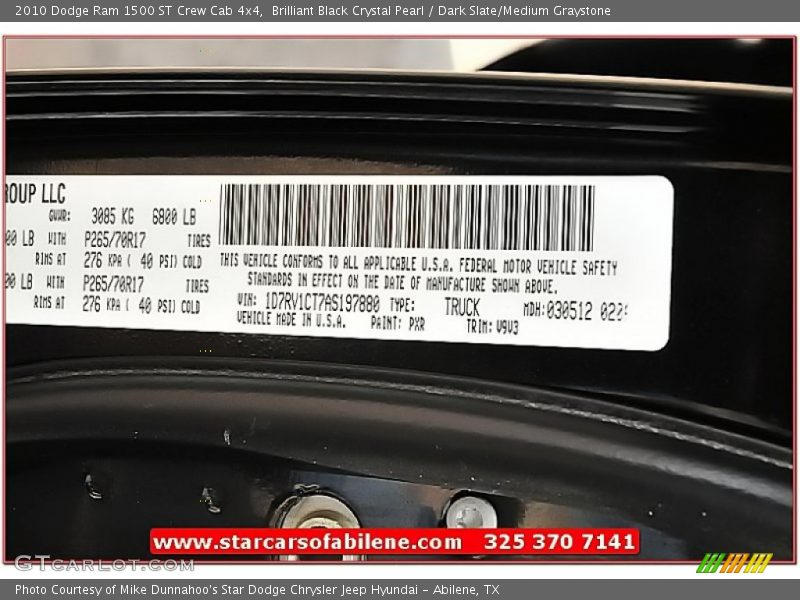 2010 Dodge Ram 1500 ST Crew Cab 4x4, Brilliant Black Crystal Pearl / Dark Slate/Medium Graystone
ROUP LLC
GVWR: 3085 KG 6800 LB
00 LB WITH P265/70R17 TIRES
RIMS AT 276 KPA ( 40 PSI) COLD
00 LB WITH P265/70R17 TIRES
RIMS AT 276 KPA ( 40 PSI) COLD
THIS VEHICLE CONFORMS TO ALL APPLICABLE U.S.A. FEDERAL MOTOR VEHICLE SAFETY
STANDARDS IN EFFECT ON THE DATE OF MANUFACTURE SHOWN ABOVE.
VIN: 1D7RV1CT7AS197880 TYPE: TRUCK MDH:030512
VEHICLE MADE IN U.S.A. PAINT: PXR TRIM: V9V3
www.starcarsofabilene.com 325 370 7141
GTCARLOT.COM
Photo Courtesy of Mike Dunnahoo's Star Dodge Chrysler Jeep Hyundai - Abilene, TX